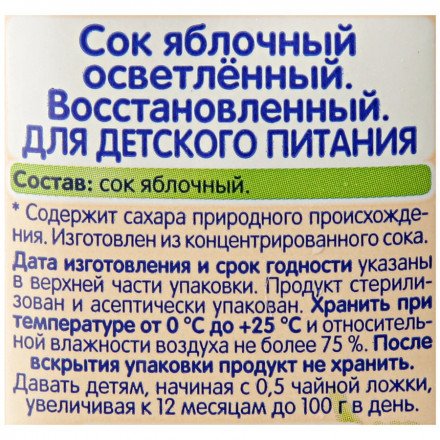 Сок яблочный
осветлённый.
Восстановленный.
ДЛЯ ДЕТСКОГО ПИТАНИЯ
Состав: сок яблочный.
* Содержит сахара природного происхожде-
ния. Изготовлен из концентрированного сока.
Дата изготовления и срок годности указаны
в верхней части упаковки. Продукт стерили-
зован и асептически упакован. Хранить при
температуре от 0 °С до +25 °С и относитель-
ной влажности воздуха не более 75 %. После
вскрытия упаковки продукт не хранить.
Давать детям, начиная с 0,5 чайной ложки,
увеличивая к 12 месяцам до 100 г в день.